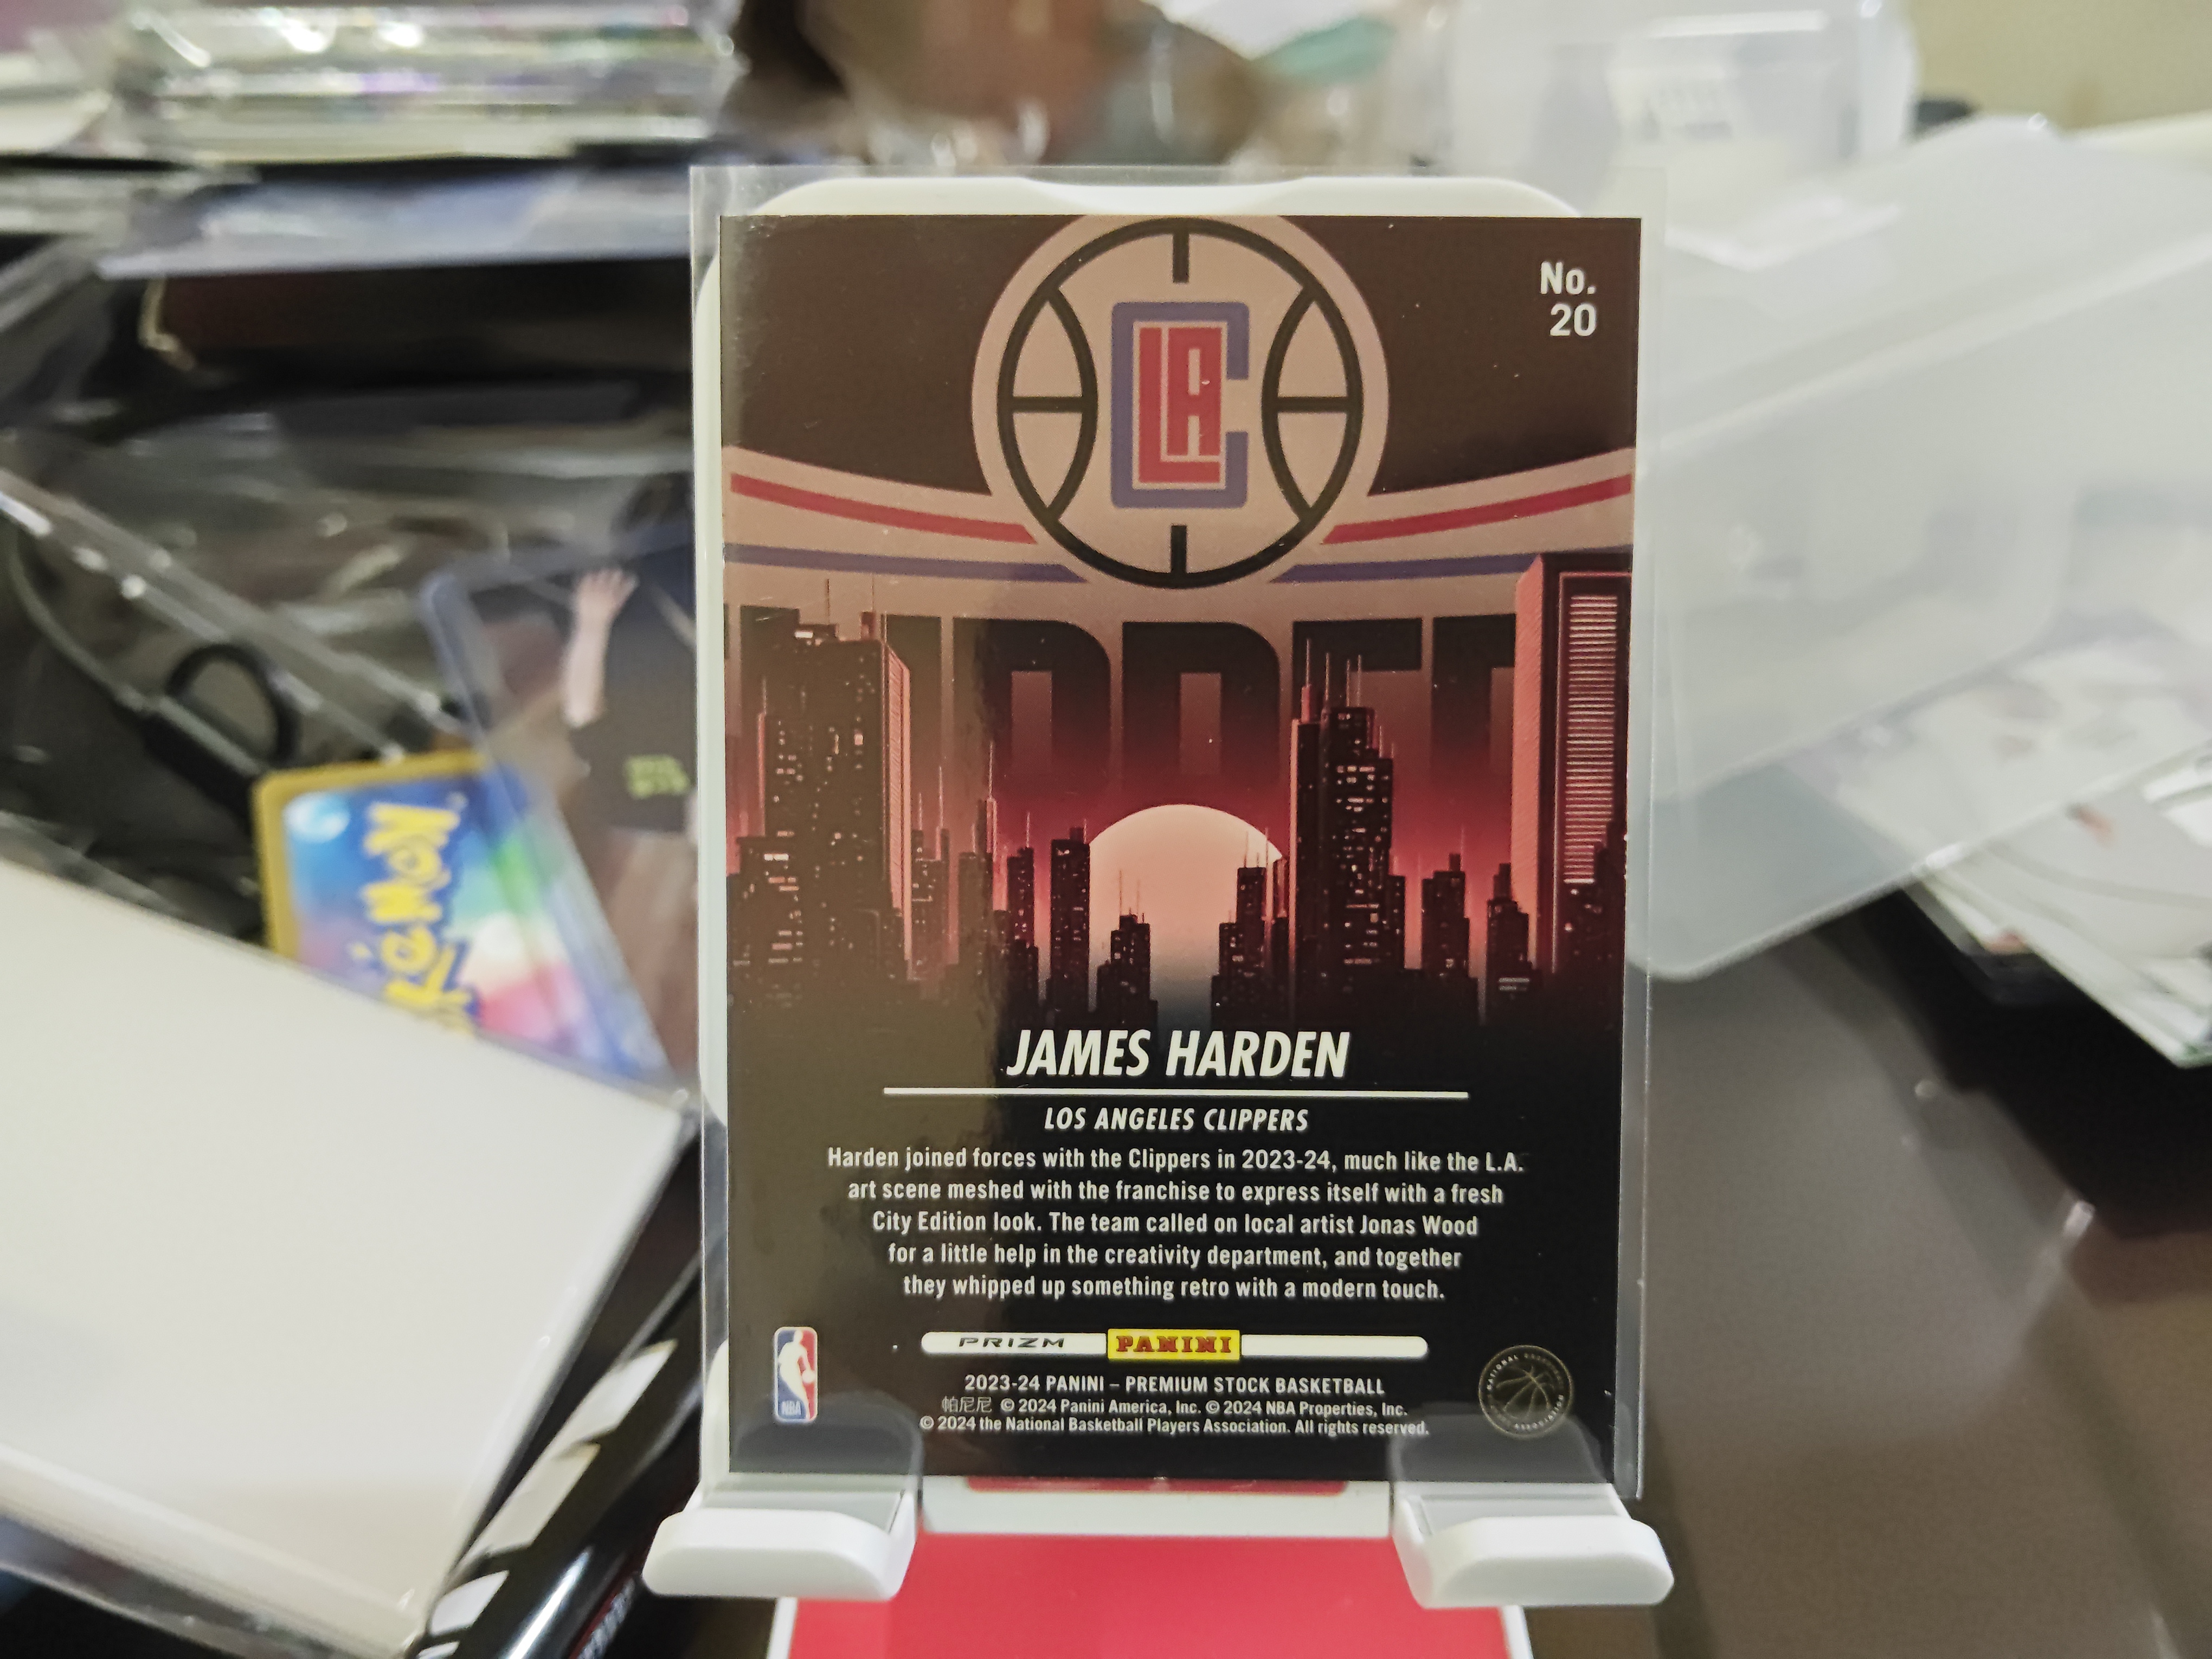 No.
20
LA
JAMES HARDEN
LOS ANGELES CLIPPERS
Harden joined forces with the Clippers in 2023-24, much like the L.A.
art scene meshed with the franchise to express itself with a fresh
City Edition look. The team called on local artist Jonas Wood
for a little help in the creativity department, and together
they whipped up something retro with a modern touch.
PRIZM PANINI
NBA
2023-24 PANINI – PREMIUM STOCK BASKETBALL
帕尼尼 © 2024 Panini America, Inc. © 2024 NBA Properties, Inc.
© 2024 the National Basketball Players Association. All rights reserved.
POKéMON